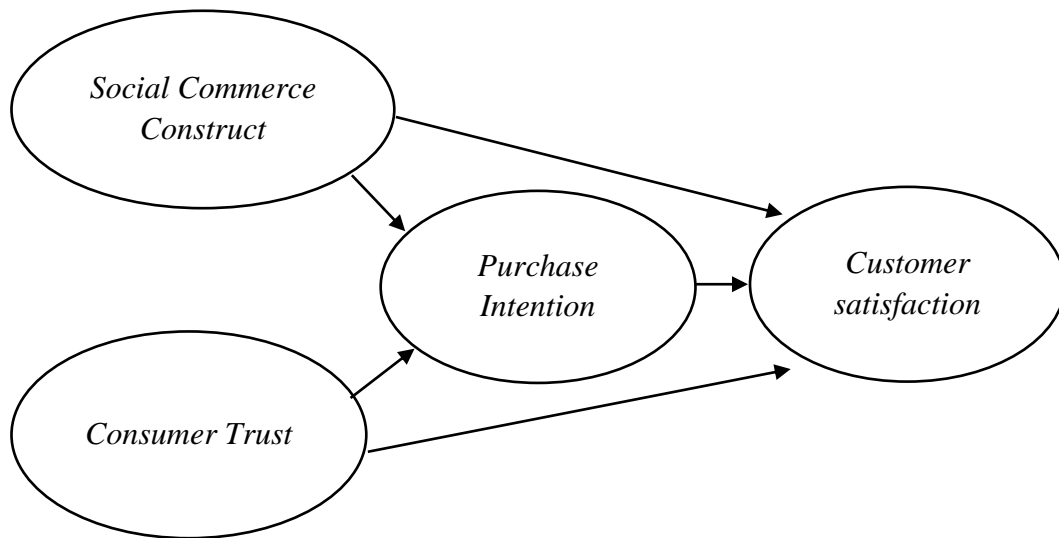 Social Commerce
Construct
Purchase
Intention
Customer
satisfaction
Consumer Trust